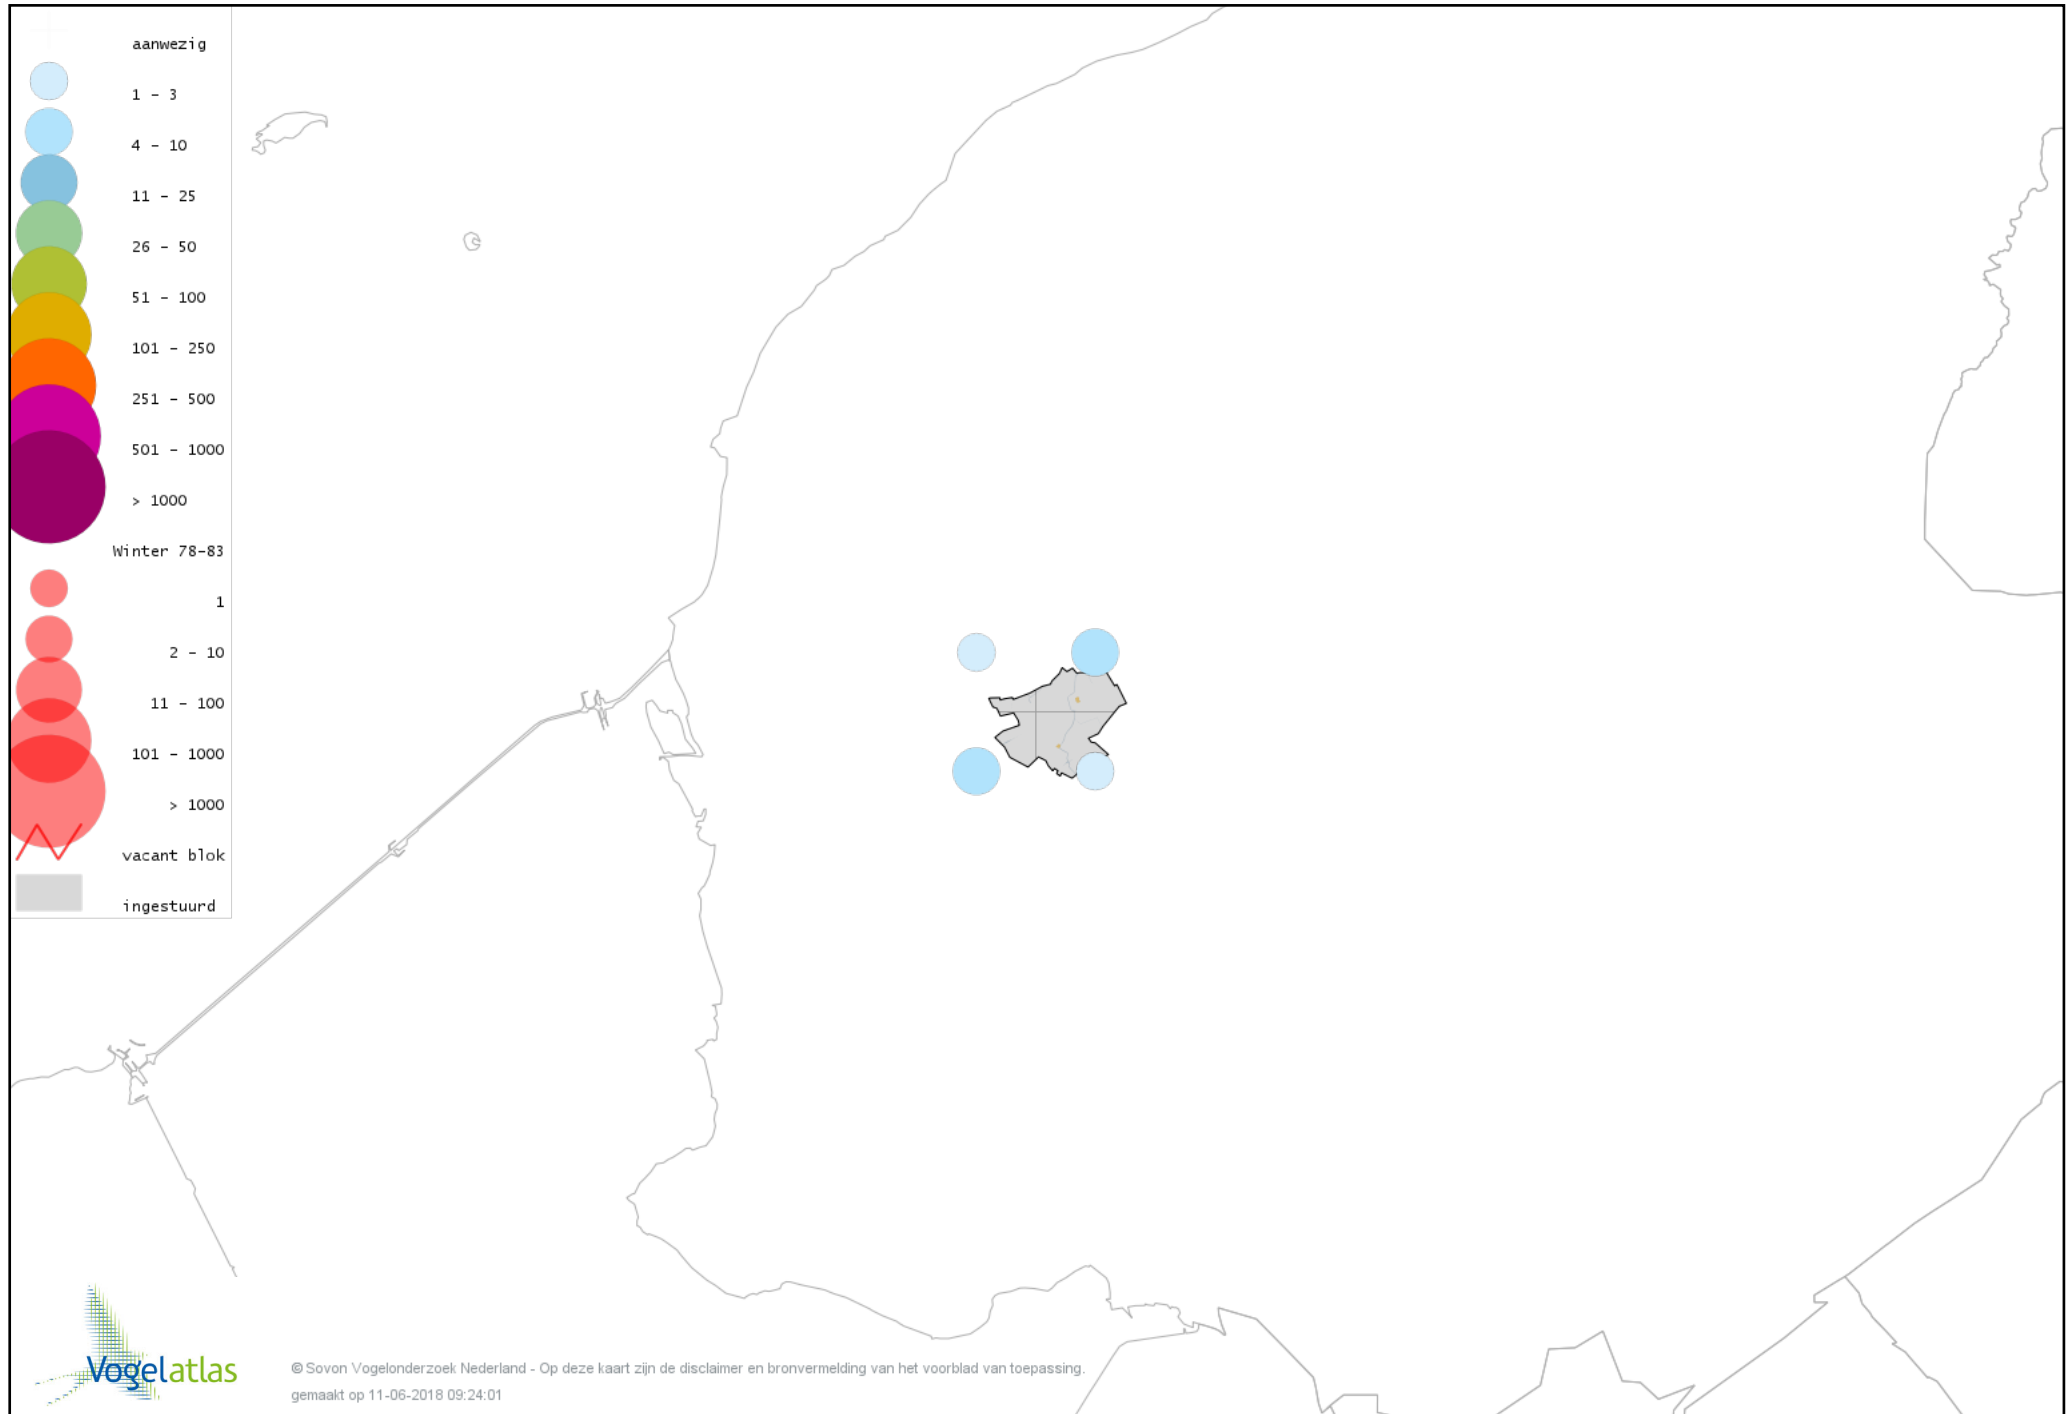 aanwezig
1 - 3
4 - 10
11 - 25
26 - 50
51 - 100
101 - 250
251 - 500
501 - 1000
> 1000
Winter 78-83
1
2 - 10
11 - 100
101 - 1000
> 1000
vacant blok
ingestuurd
Vogelatlas
© Sovon Vogelonderzoek Nederland - Op deze kaart zijn de disclaimer en bronvermelding van het voorblad van toepassing.
gemaakt op 11-06-2018 09:24:01